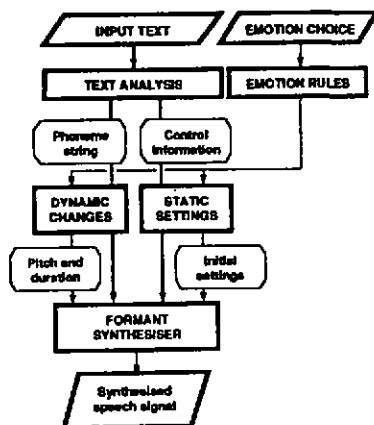 INPUT TEXT
EMOTION CHOICE
TEXT ANALYSIS
EMOTION RULES
Phoneme
string
Control
Information
DYNAMIC
CHANGES
STATIC
SETTINGS
Pitch and
duration
Initial
settings
FORMANT
SYNTHESISER
Synthesised
speech signal